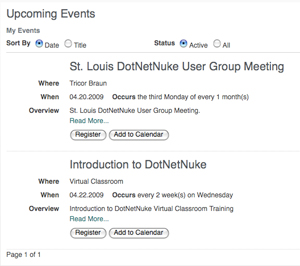 Upcoming Events
My Events
Sort By Date Title Status Active All
St. Louis DotNetNuke User Group Meeting
Where Tricor Braun
When 04.20.2009 Occurs the third Monday of every 1 month(s)
Overview St. Louis DotNetNuke User Group Meeting.
Read More...
Register Add to Calendar
Introduction to DotNetNuke
Where Virtual Classroom
When 04.22.2009 Occurs every 2 week(s) on Wednesday
Overview Introduction to DotNetNuke Virtual Classroom Training
Read More...
Register Add to Calendar
Page 1 of 1